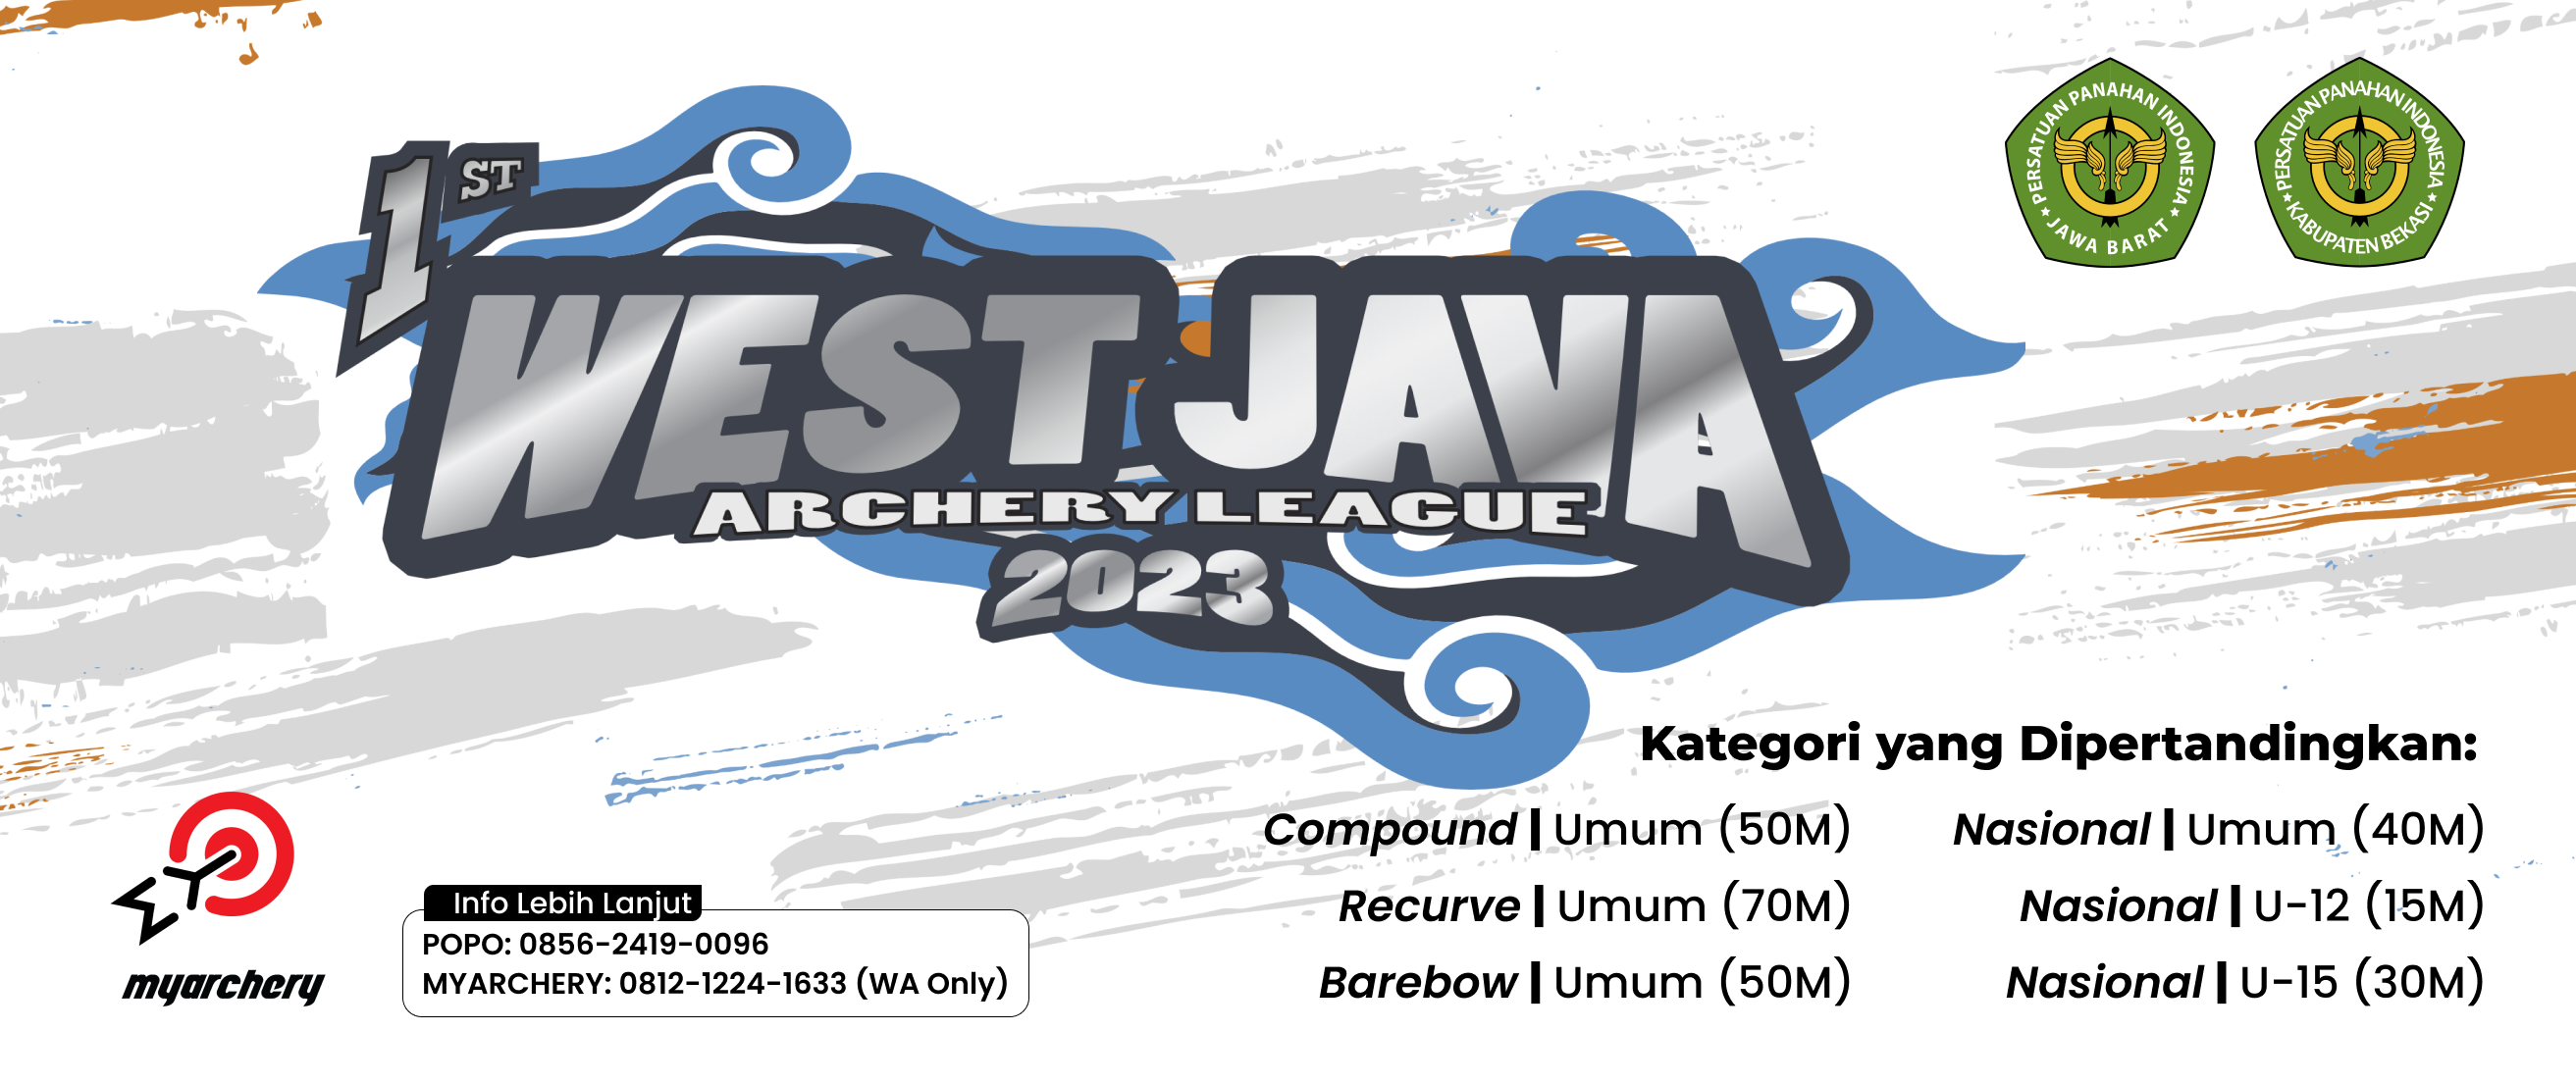 1ST
WEST JAVA
ARCHERY LEAGUE
2023
PERSATUAN PANAHAN INDONESIA
JAWA BARAT
PERSATUAN PANAHAN INDONESIA
KABUPATEN BEKASI
Kategori yang Dipertandingkan:
Compound | Umum (50M)
Recurve | Umum (70M)
Barebow | Umum (50M)
Nasional | Umum (40M)
Nasional | U-12 (15M)
Nasional | U-15 (30M)
myarchery
Info Lebih Lanjut
POPO: 0856-2419-0096
MYARCHERY: 0812-1224-1633 (WA Only)